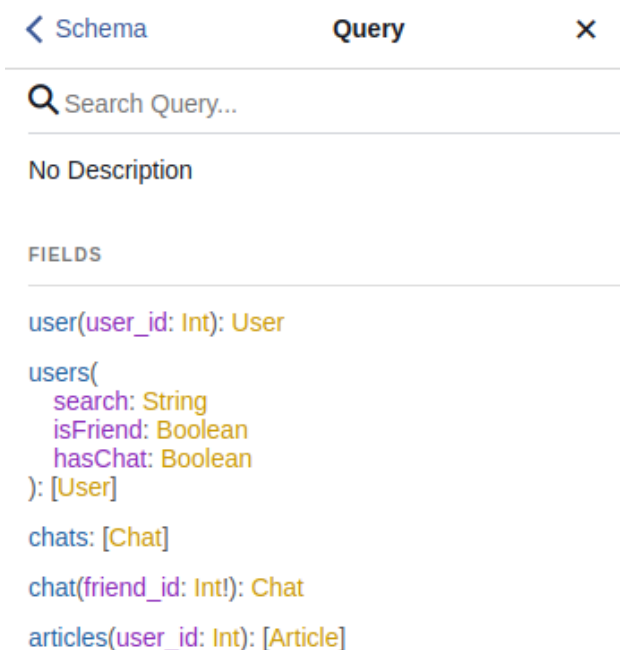 Schema
Query
Search Query...
No Description
FIELDS
user(user_id: Int): User
users(
search: String
isFriend: Boolean
hasChat: Boolean
): [User]
chats: [Chat]
chat(friend_id: Int!): Chat
articles(user_id: Int): [Article]